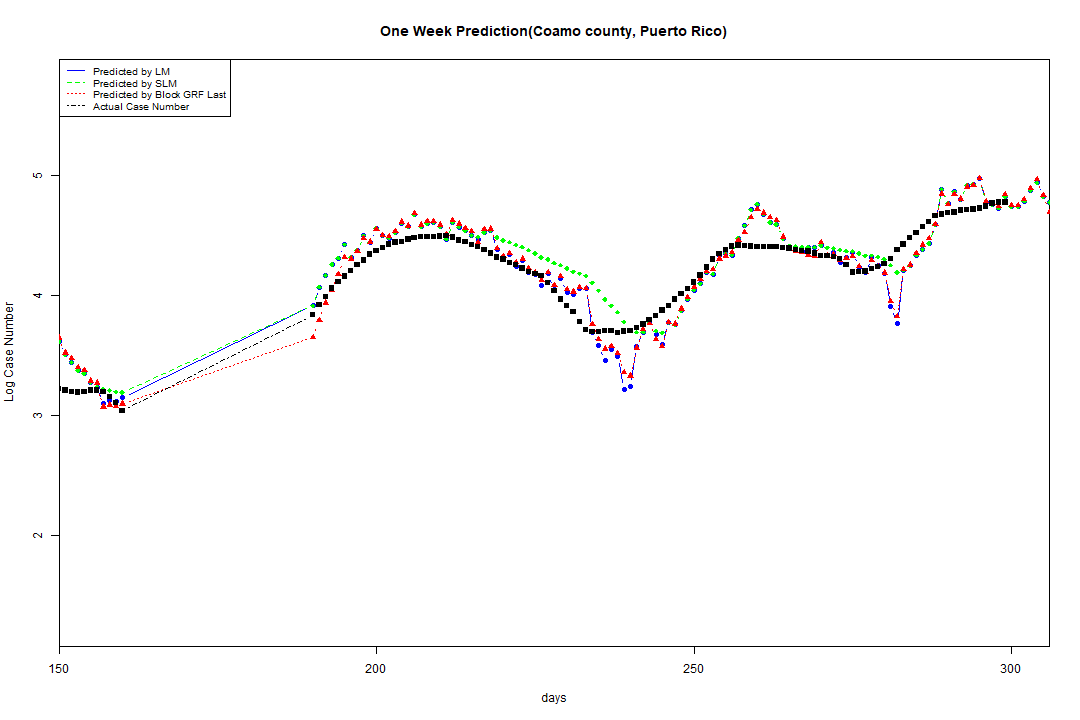 One Week Prediction(Coamo county, Puerto Rico)
Predicted by LM
Predicted by SLM
Predicted by Block GRF Last
Actual Case Number
5
4
3
2
Log Case Number
150 200 250 300
days